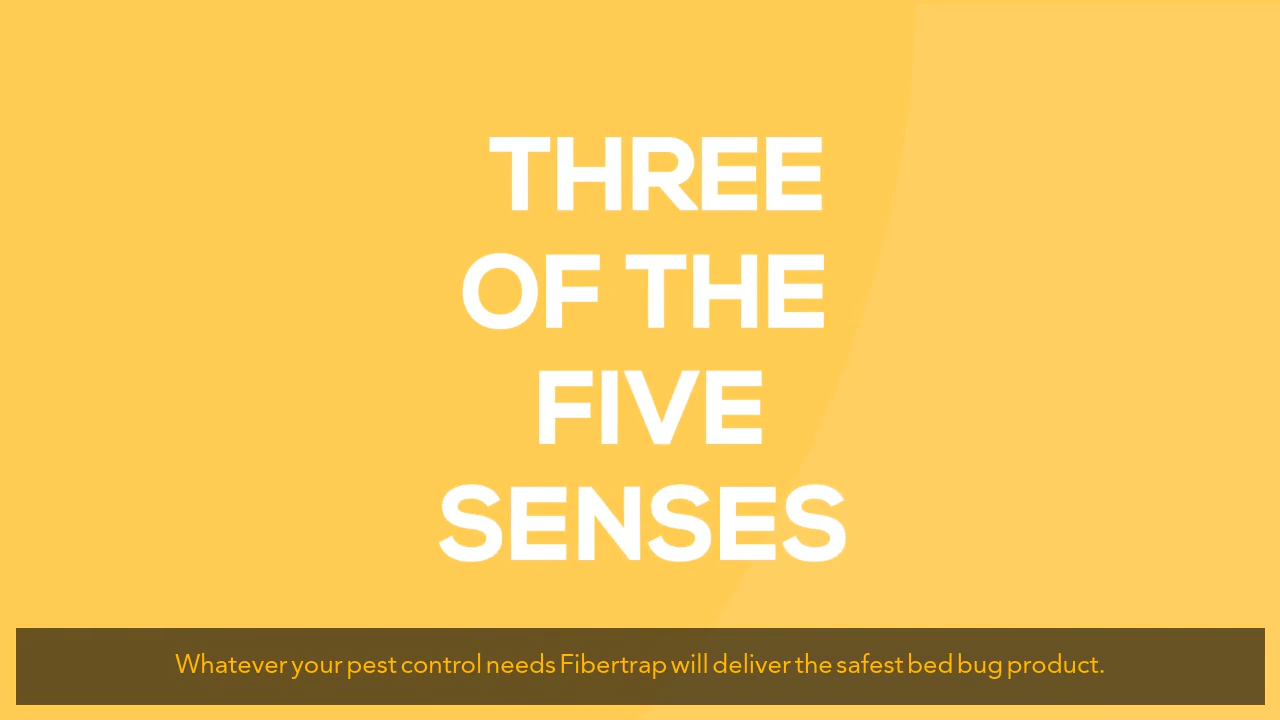 THREE
OF THE
FIVE
SENSES
Whatever your pest control needs Fibertrap will deliver the safest bed bug product.